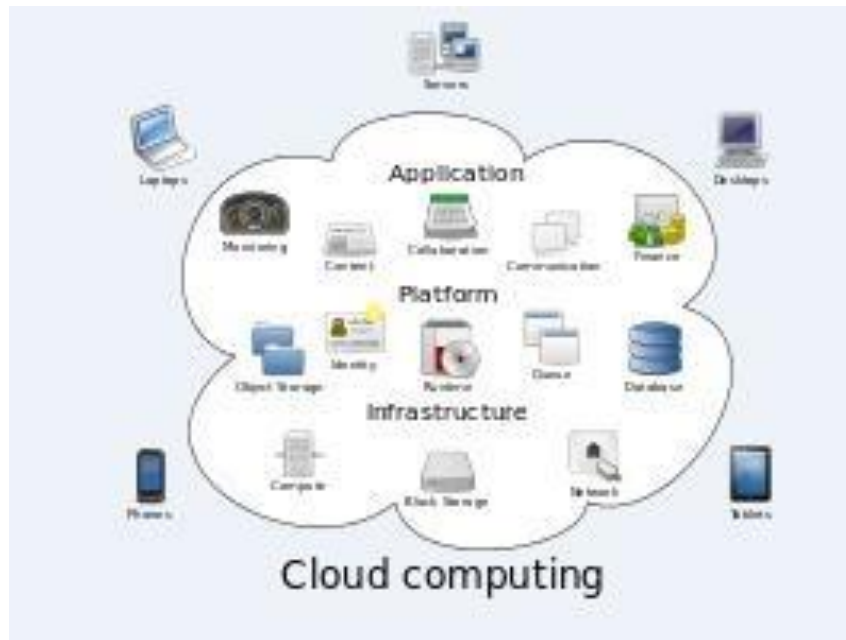 Servers
Laptops
Desktops
Application
Monitoring
Content
Collaboration
Communication
Finance
Platform
Object Storage
Identity
Runtime
Queue
Database
Infrastructure
Compute
Block Storage
Network
Phones
Tablets
Cloud computing